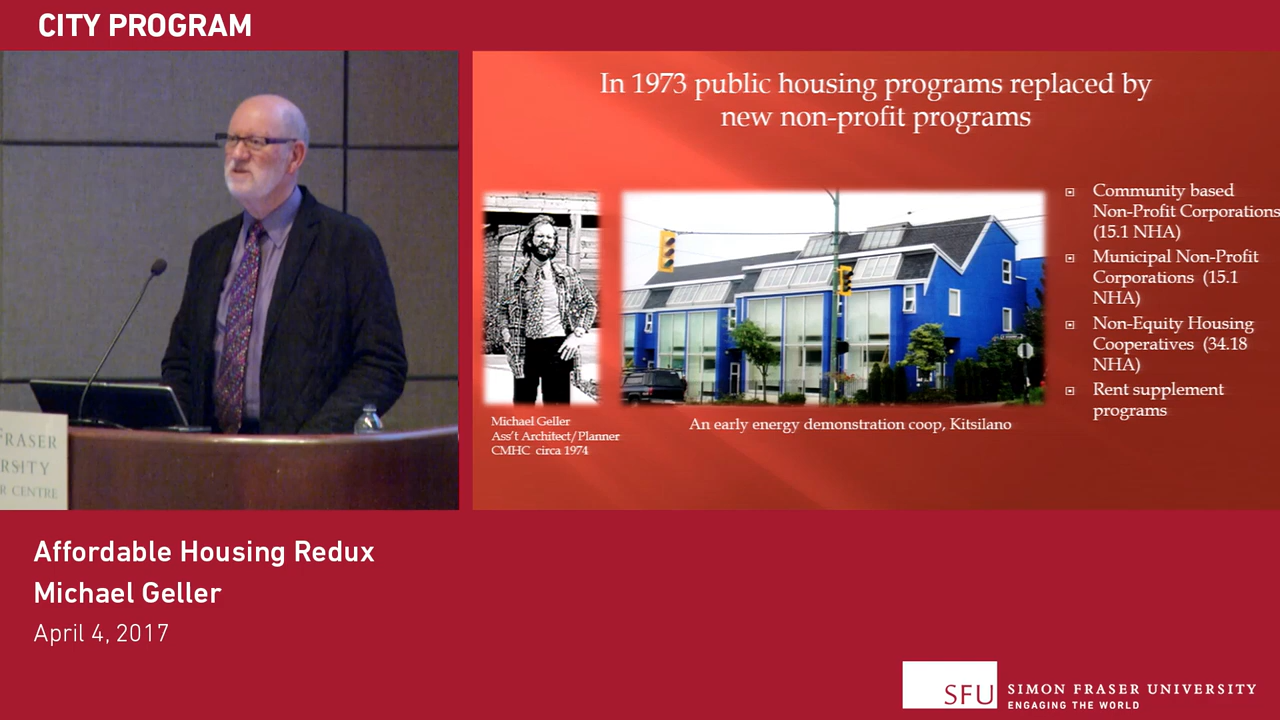 CITY PROGRAM
In 1973 public housing programs replaced by
new non-profit programs
Community based
Non-Profit Corporations
(15.1 NHA)
Municipal Non-Profit
Corporations (15.1
NHA)
Non-Equity Housing
Cooperatives (34.18
NHA)
Rent supplement
programs
Michael Geller
Ass't Architect/Planner
CMHC circa 1974
An early energy demonstration coop, Kitsilano
FRASER
RSITY
R CENTRE
Affordable Housing Redux
Michael Geller
April 4, 2017
SFU
SIMON FRASER UNIVERSITY
ENGAGING THE WORLD